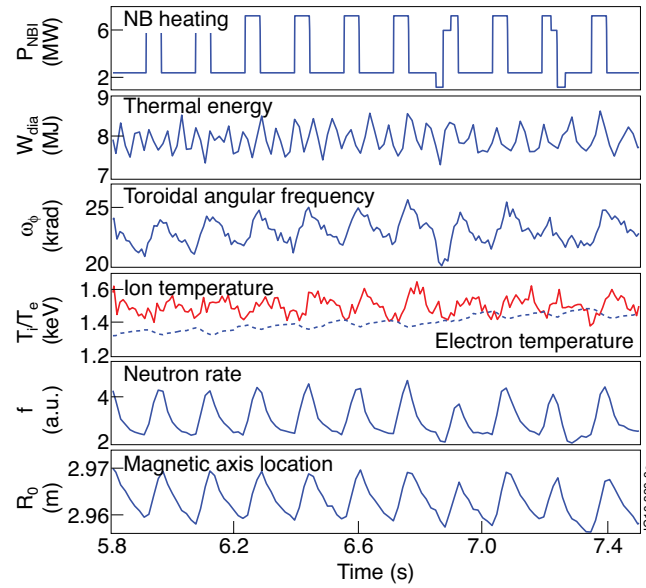 NB heating
P_NBI (MW)
6
2
Thermal energy
W_dia (MJ)
9
8
7
Toroidal angular frequency
ω_ϕ (krad)
25
20
Ion temperature
T_i/T_e (keV)
1.6
1.4
1.2
Electron temperature
Neutron rate
f (a.u.)
4
2
Magnetic axis location
R_0 (m)
2.97
2.96
5.8 6.2 6.6 7.0 7.4
Time (s)